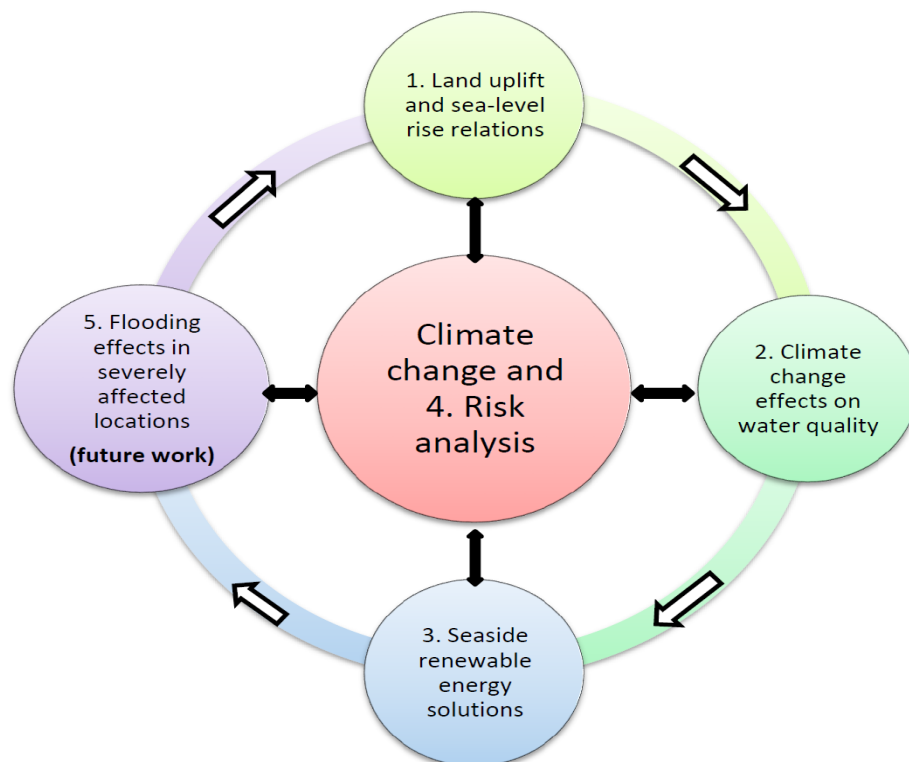 1. Land uplift
and sea-level
rise relations
2. Climate
change
effects on
water quality
3. Seaside
renewable
energy
solutions
Climate
change and
4. Risk
analysis
5. Flooding
effects in
severely
affected
locations
(future work)